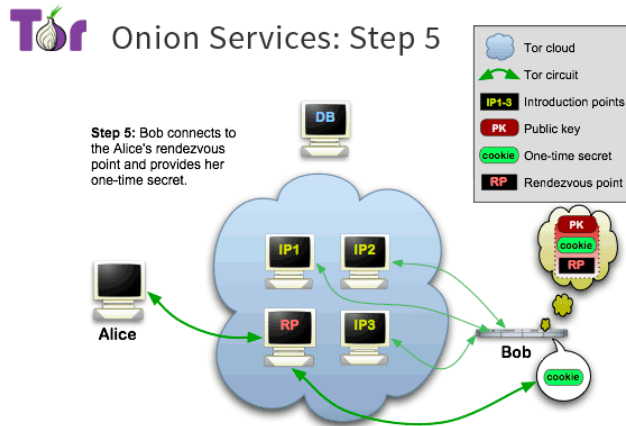 Tor
Onion Services: Step 5
Tor cloud
Tor circuit
IP1-3 Introduction points
PK Public key
cookie One-time secret
RP Rendezvous point
Step 5: Bob connects to
the Alice's rendezvous
point and provides her
one-time secret.
DB
PK
cookie
RP
IP1 IP2
RP IP3
Alice
Bob
cookie